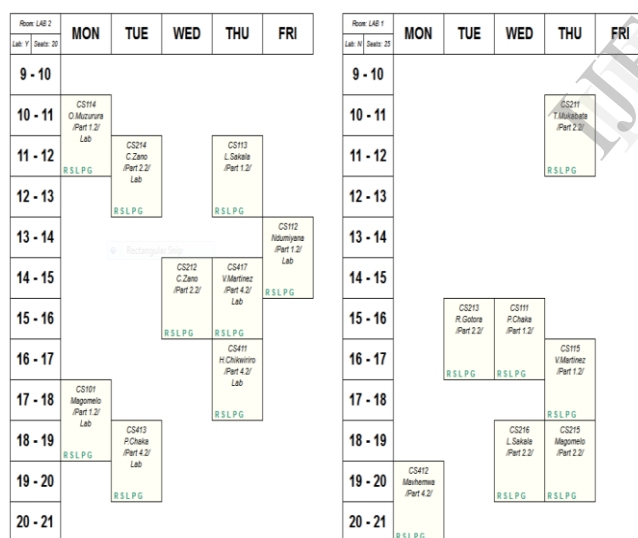 Room: LAB 2
Lab: Y Seats: 20
MON TUE WED THU FRI
9 - 10
10 - 11
11 - 12
12 - 13
13 - 14
14 - 15
15 - 16
16 - 17
17 - 18
18 - 19
19 - 20
20 - 21
CS114
O.Muzurura
/Part 1.2/
Lab
RSLPG
CS214
C.Zano
/Part 2.2/
Lab
RSLPG
CS113
L.Sakala
/Part 1.2/
RSLPG
CS112
Ndumiyana
/Part 1.2/
Lab
RSLPG
CS212
C.Zano
/Part 2.2/
RSLPG
CS417
V.Martinez
/Part 4.2/
Lab
RSLPG
CS411
H.Chikwiriro
/Part 4.2/
Lab
RSLPG
CS101
Magomelo
/Part 1.2/
Lab
RSLPG
CS413
P.Chaka
/Part 4.2/
Lab
RSLPG
Rectangular Snip
Room: LAB 1
Lab: N Seats: 25
MON TUE WED THU FRI
9 - 10
10 - 11
11 - 12
12 - 13
13 - 14
14 - 15
15 - 16
16 - 17
17 - 18
18 - 19
19 - 20
20 - 21
CS211
T.Mukabata
/Part 2.2/
RSLPG
CS213
R.Gotora
/Part 2.2/
RSLPG
CS111
P.Chaka
/Part 1.2/
RSLPG
CS115
V.Martinez
/Part 1.2/
RSLPG
CS216
L.Sakala
/Part 2.2/
RSLPG
CS215
Magomelo
/Part 2.2/
RSLPG
CS412
Mavhemwa
/Part 4.2/
RSLPG